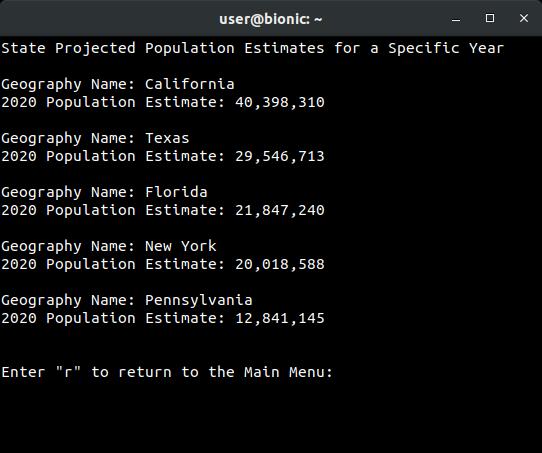 user@bionic: ~
State Projected Population Estimates for a Specific Year
Geography Name: California
2020 Population Estimate: 40,398,310
Geography Name: Texas
2020 Population Estimate: 29,546,713
Geography Name: Florida
2020 Population Estimate: 21,847,240
Geography Name: New York
2020 Population Estimate: 20,018,588
Geography Name: Pennsylvania
2020 Population Estimate: 12,841,145
Enter "r" to return to the Main Menu: